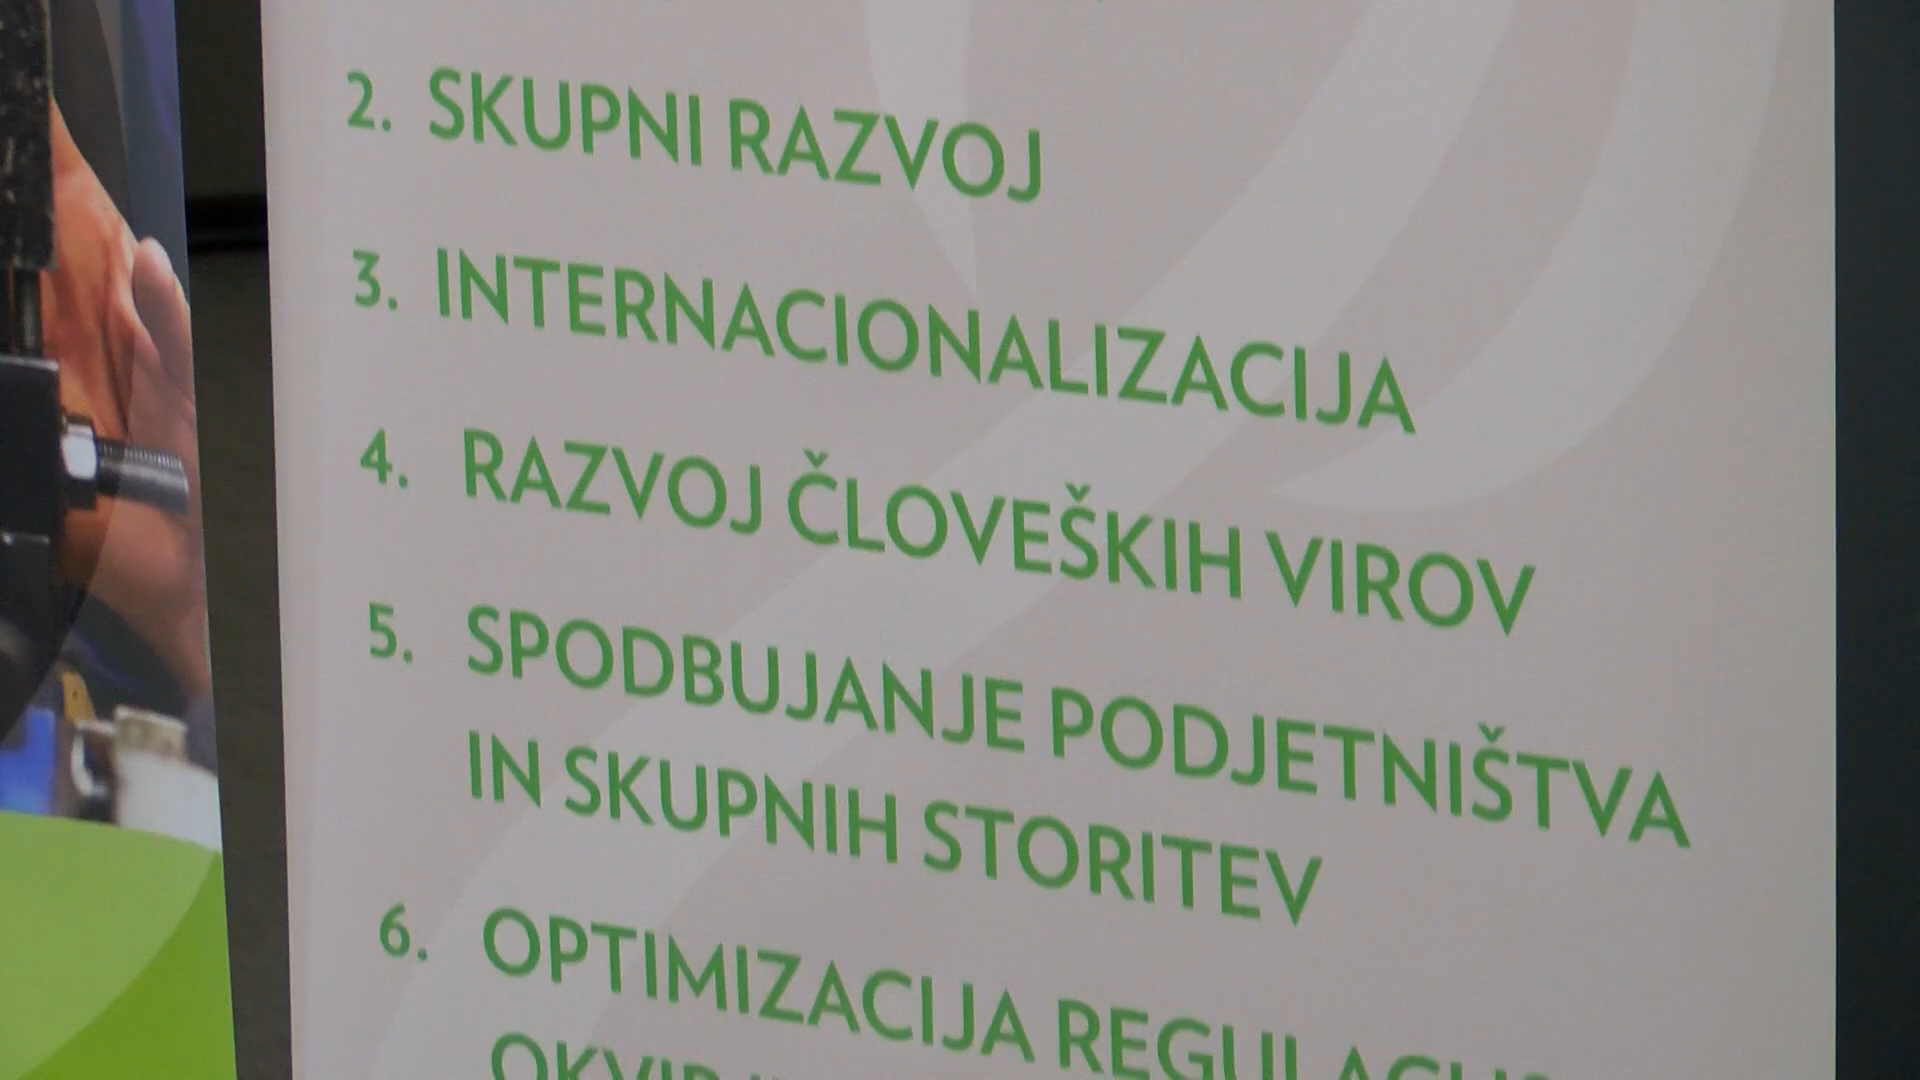 2. SKUPNI RAZVOJ
3. INTERNACIONALIZACIJA
4. RAZVOJ ČLOVEŠKIH VIROV
5. SPODBUJANJE PODJETNIŠTVA
IN SKUPNIH STORITEV
6. OPTIMIZACIJA